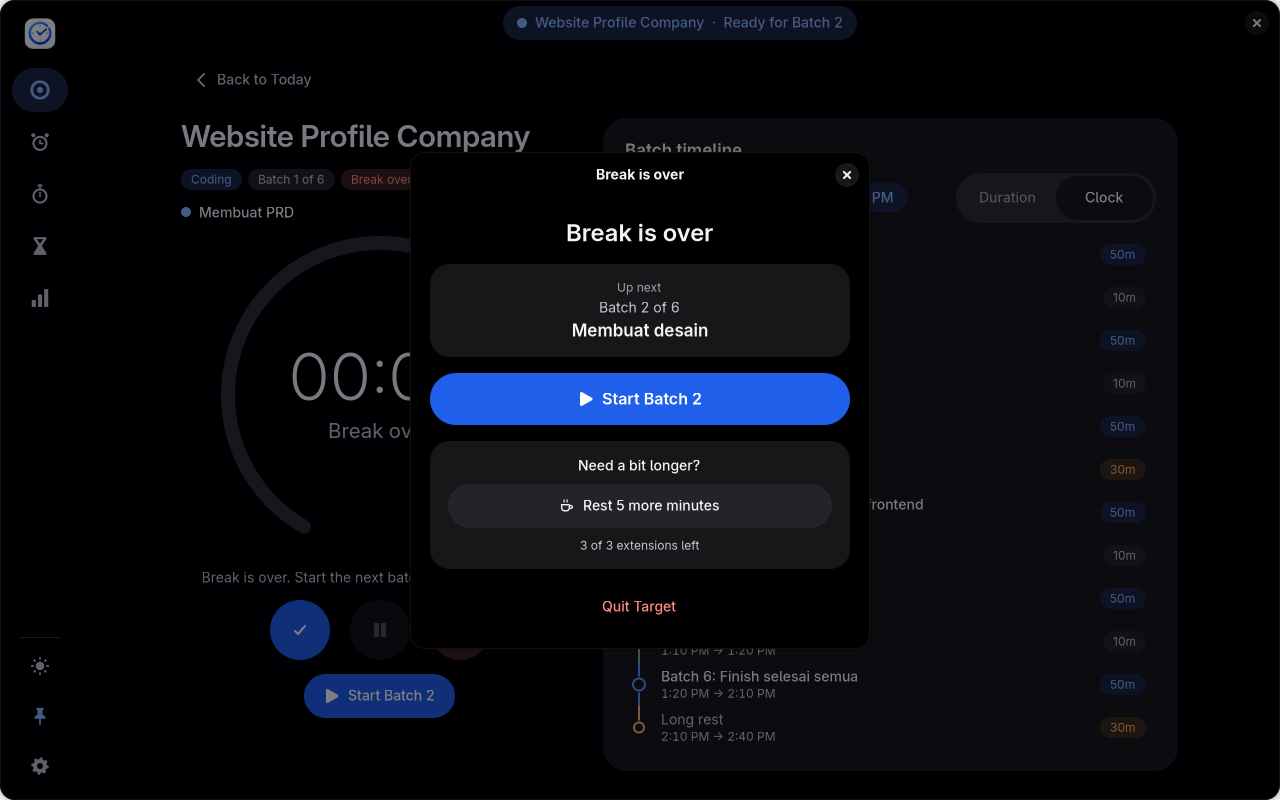 Website Profile Company · Ready for Batch 2
Back to Today
Website Profile Company
Coding
Batch 1 of 6
Break over
Membuat PRD
00:0
Break ov
Break is over. Start the next batc
Start Batch 2
Batch timeline
PM
Duration
Clock
50m
10m
50m
10m
50m
30m
frontend
50m
10m
50m
10m
1:10 PM → 1:20 PM
Batch 6: Finish selesai semua
1:20 PM → 2:10 PM
50m
Long rest
2:10 PM → 2:40 PM
30m
Break is over
Break is over
Up next
Batch 2 of 6
Membuat desain
Start Batch 2
Need a bit longer?
Rest 5 more minutes
3 of 3 extensions left
Quit Target